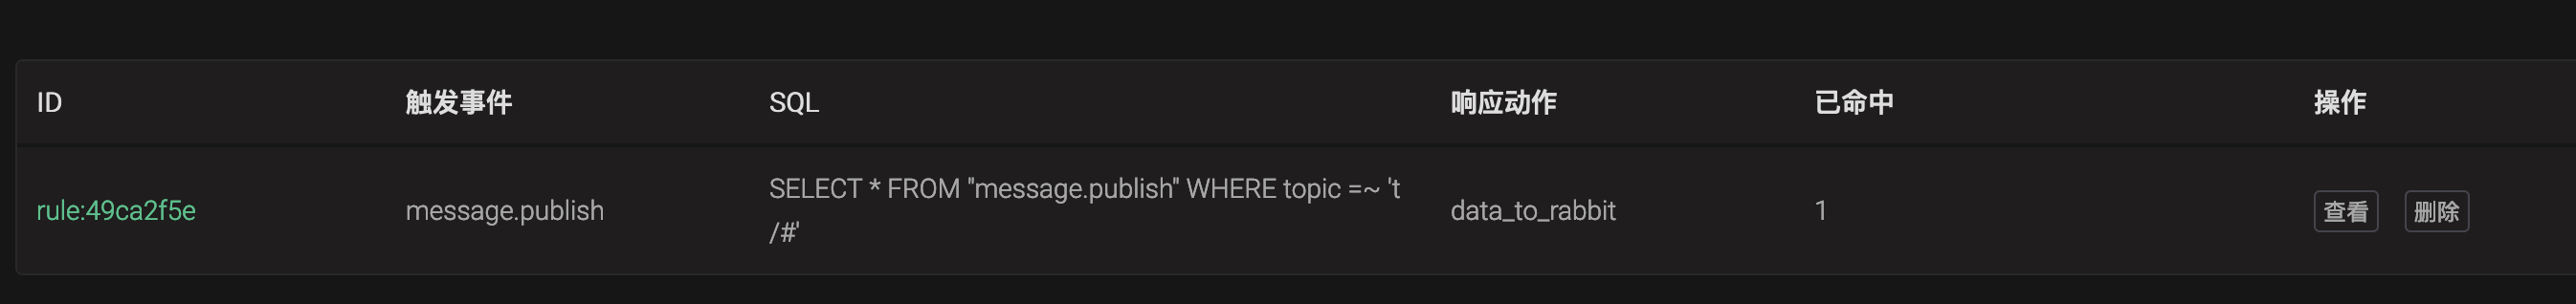 ID 触发事件 SQL 响应动作 已命中 操作
rule:49ca2f5e message.publish SELECT * FROM "message.publish" WHERE topic =~ 't
/#' data_to_rabbit 1 查看 删除